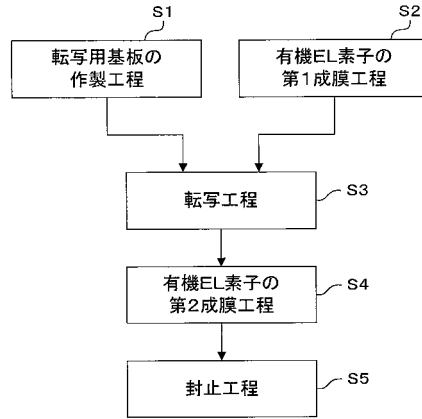 S1
転写用基板の
作製工程
S2
有機EL素子の
第1成膜工程
S3
転写工程
S4
有機EL素子の
第2成膜工程
S5
封止工程